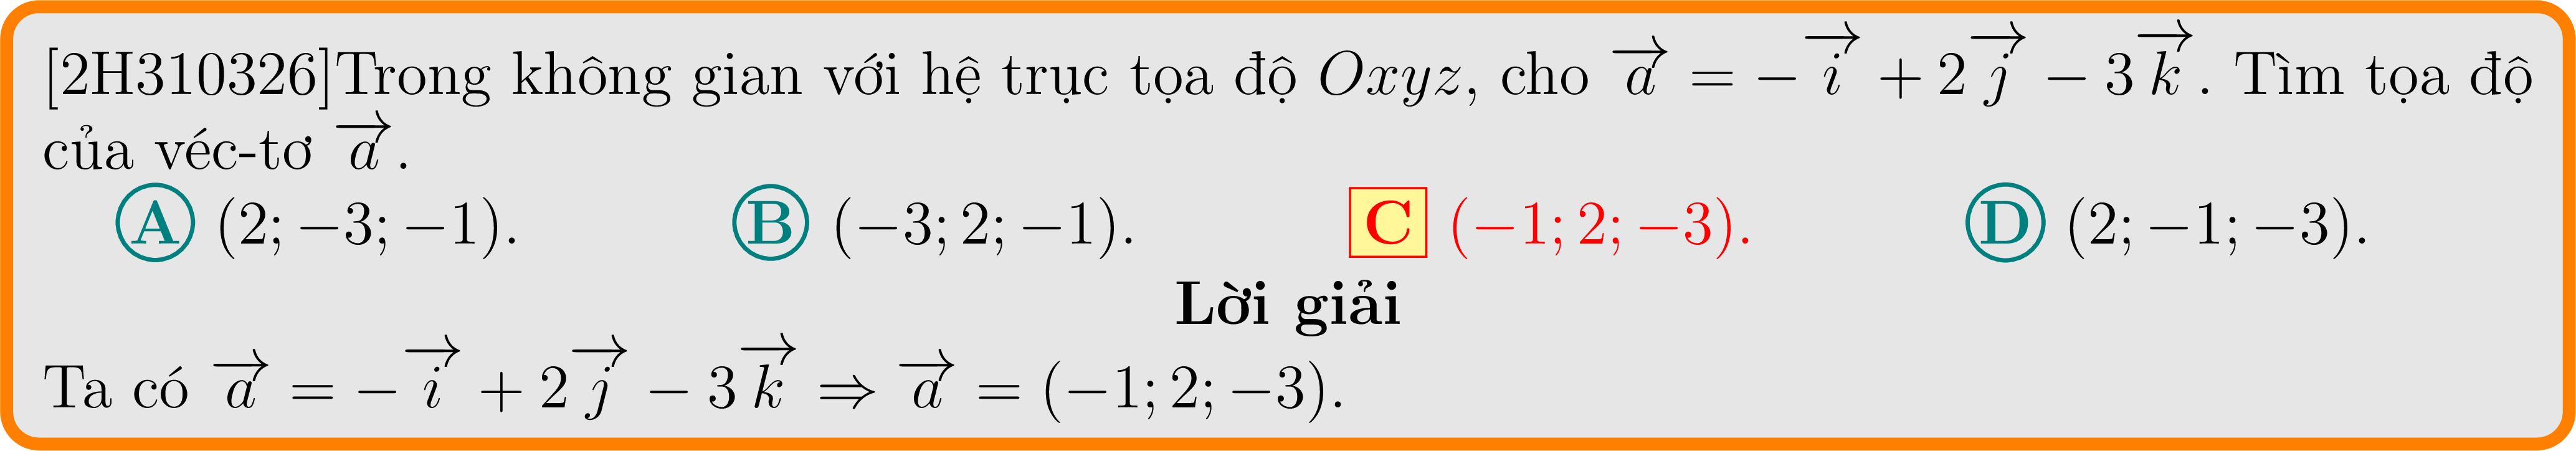 [2H310326]Trong không gian với hệ trục tọa độ $Oxyz$, cho $\overrightarrow{a} = -\overrightarrow{i} + 2\overrightarrow{j} - 3\overrightarrow{k}$. Tìm tọa độ
của véc-tơ $\overrightarrow{a}$.
A $(2; -3; -1)$. B $(-3; 2; -1)$. C $(-1; 2; -3)$. D $(2; -1; -3)$.
Lời giải
Ta có $\overrightarrow{a} = -\overrightarrow{i} + 2\overrightarrow{j} - 3\overrightarrow{k} \Rightarrow \overrightarrow{a} = (-1; 2; -3)$.